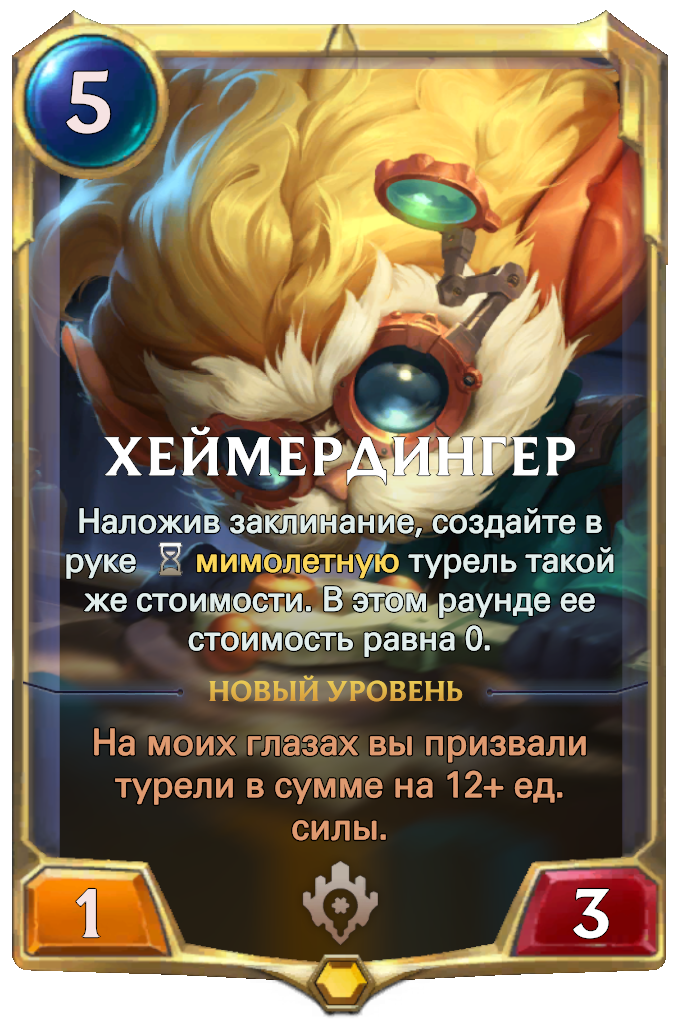 5
ХЕЙМЕРДИНГЕР
Наложив заклинание, создайте в
руке мимолетную турель такой
же стоимости. В этом раунде ее
стоимость равна 0.
НОВЫЙ УРОВЕНЬ
На моих глазах вы призвали
турели в сумме на 12+ ед.
силы.
1
3